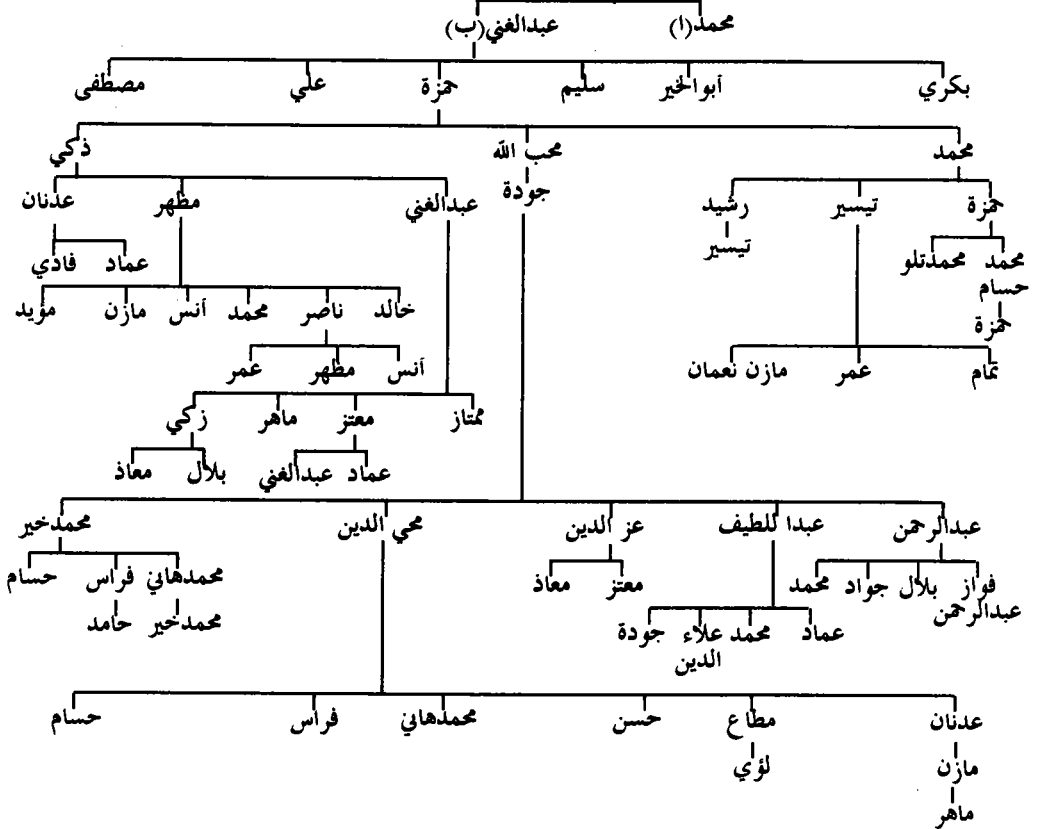 محمد(ا) عبدالغني(ب)
بكري أبوالخير سليم حمزة علي مصطفى
محمد محب الله ذكي
جودة
حمزة تيسير رشيد عبدالغني مظهر عدنان
تيسير
محمد محمدتلو عماد فادي
حسام
حمزة
خالد ناصر محمد أنس مازن مؤيد
تمام عمر مازن نعمان أنس مظهر عمر
ممتاز معتز ماهر زكي
عماد عبدالغني بلال معاذ
عبدالرحمن عبدا للطيف عز الدين محي الدين محمدخير
فواز بلال جواد محمد معتز معاذ محمدهاني فراس حسام
عبدالرحمن
عماد محمد علاء جودة محمدخير حامد
الدين
عدنان مطاع حسن محمدهاني فراس حسام
مازن لؤي
ماهر